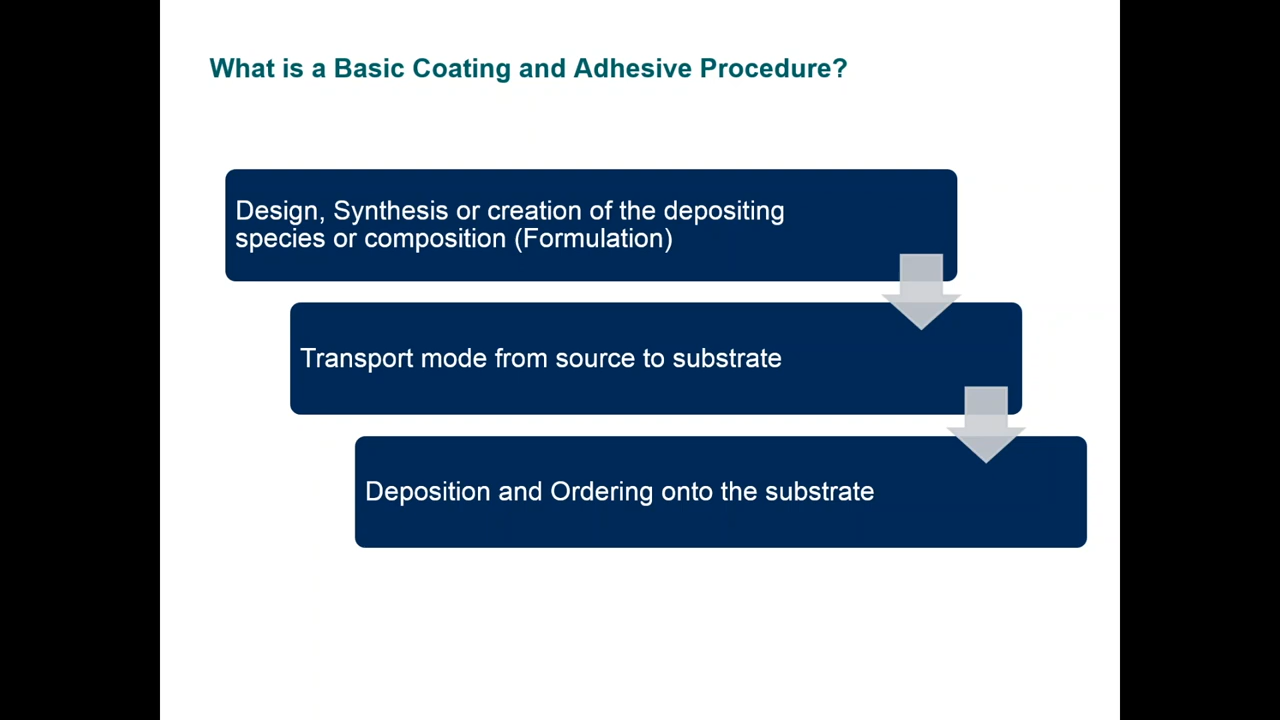 What is a Basic Coating and Adhesive Procedure?
Design, Synthesis or creation of the depositing
species or composition (Formulation)
Transport mode from source to substrate
Deposition and Ordering onto the substrate